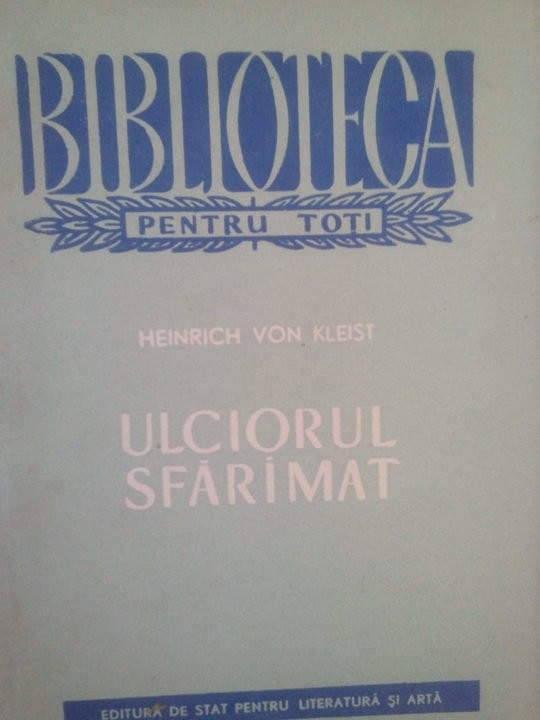 BIBLIOTECA
PENTRU TOȚI
HEINRICH VON KLEIST
ULCIORUL
SFĂRÎMAT
EDITURA DE STAT PENTRU LITERATURĂ ȘI ARTĂ